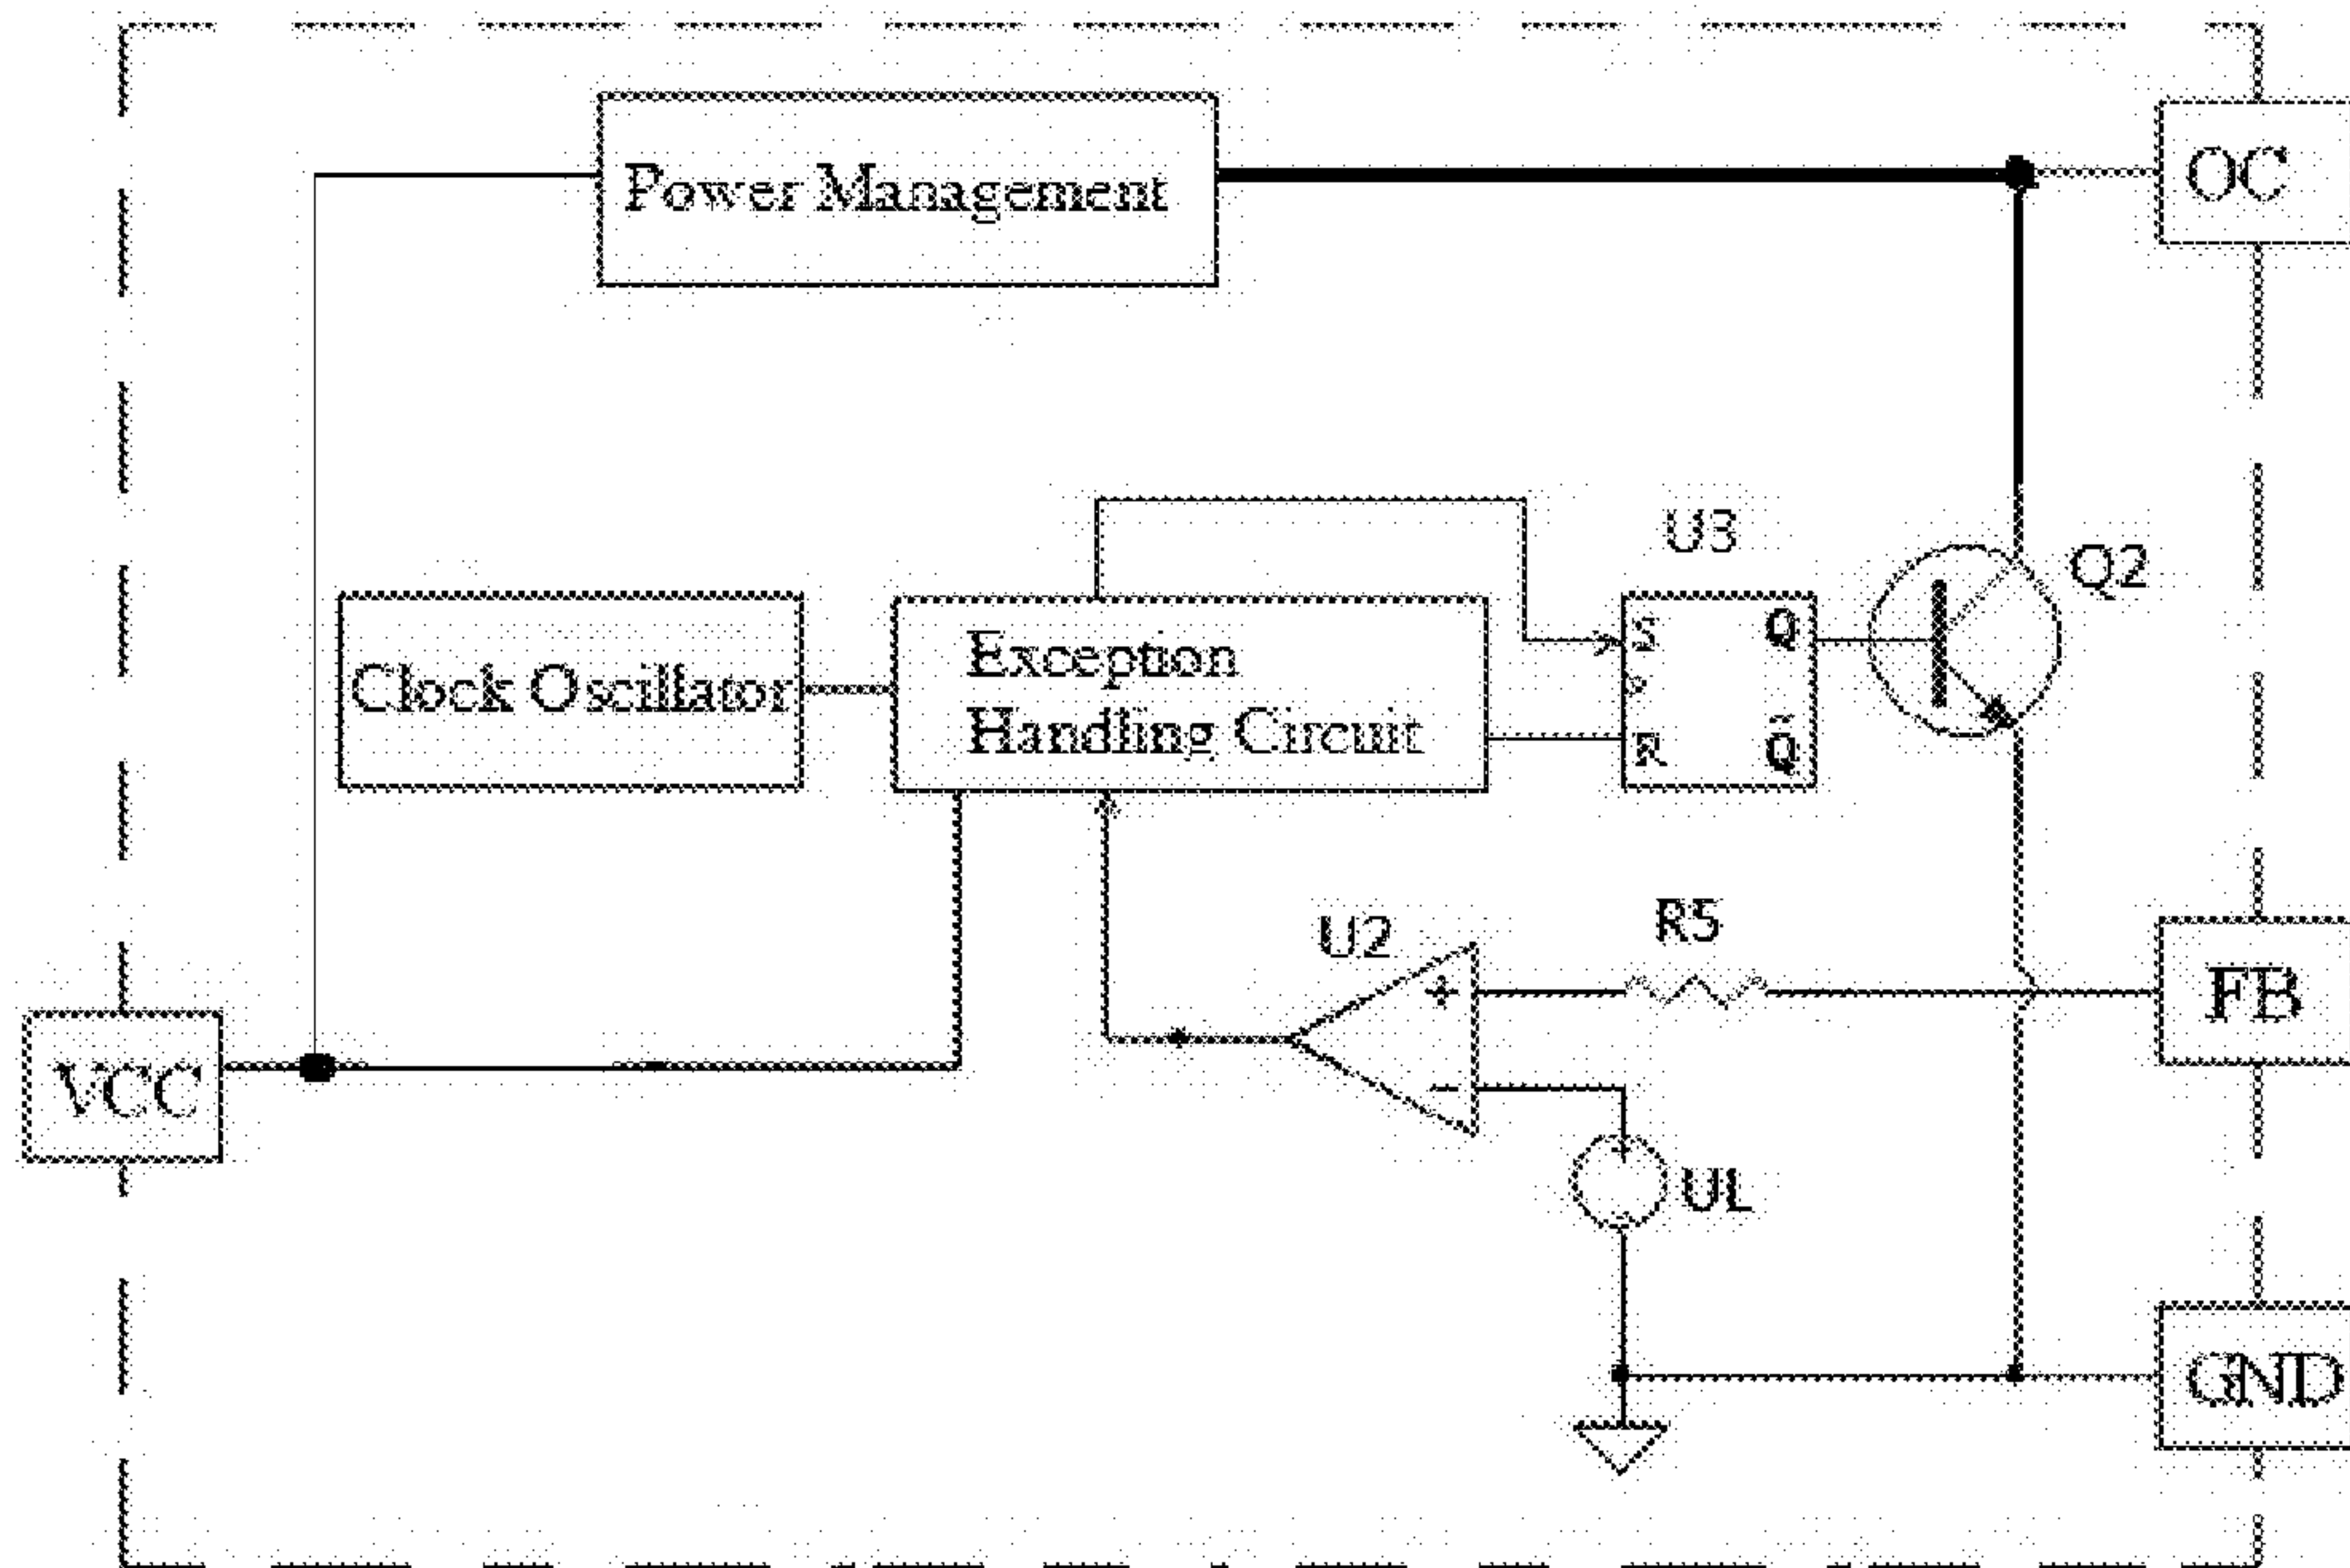 Power Management
OC
U3
Q2
Clock Oscillator
Exception
Handling Circuit
S
Q
R
Q̄
U2
R5
+
FB
VCC
−
UL
GND